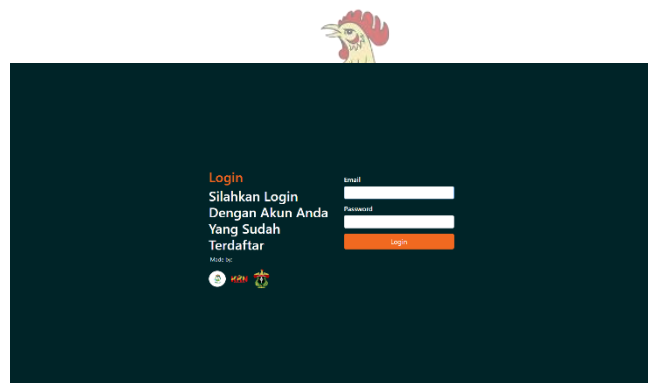 Login
Silahkan Login
Dengan Akun Anda
Yang Sudah
Terdaftar
Made by:
Email
Password
Login